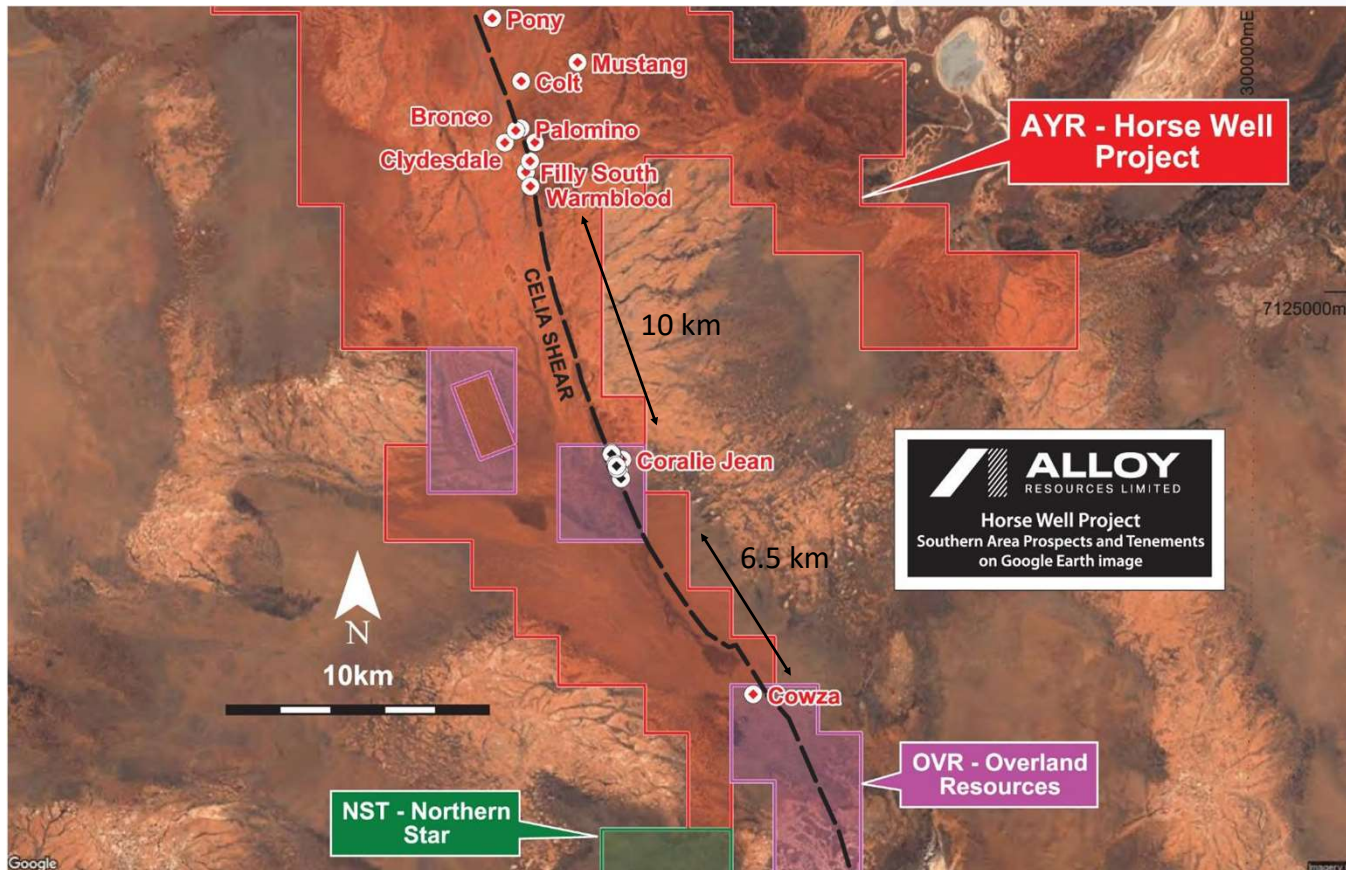 Pony
Mustang
Colt
300000mE
AYR - Horse Well
Project
Bronco
Palomino
Clydesdale
Filly South
Warmblood
CELIA SHEAR
10 km
7125000m
Coralie Jean
ALLOY
RESOURCES LIMITED
Horse Well Project
Southern Area Prospects and Tenements
on Google Earth image
6.5 km
N
10km
Cowza
OVR - Overland
Resources
NST - Northern
Star
Google
Imagery